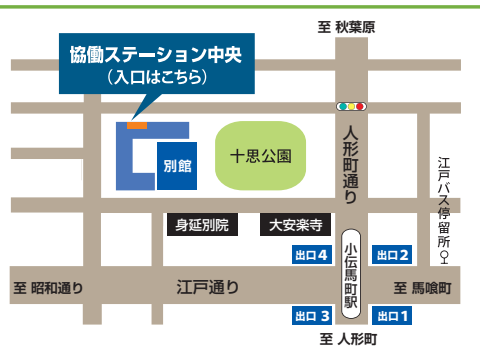 至 秋葉原
協働ステーション中央
（入口はこちら）
人形町通り
十思公園
別館
江戸バス停留所
身延別院
大安楽寺
小伝馬町駅
出口4
出口2
至 昭和通り
江戸通り
至 馬喰町
出口 3
出口1
至 人形町